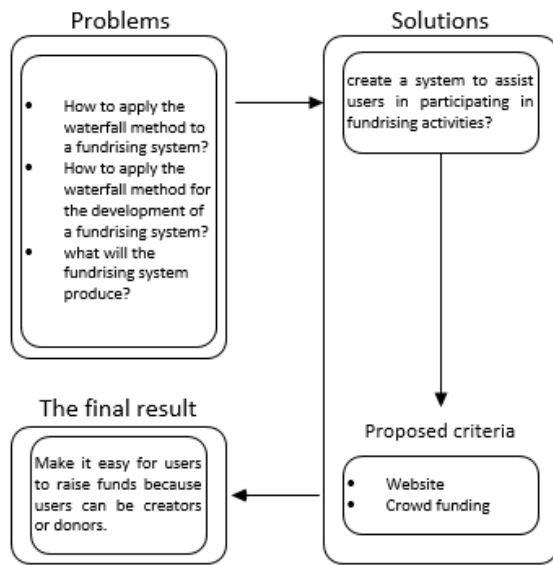 Problems
• How to apply the
waterfall method to
a fundrising system?
• How to apply the
waterfall method for
the development of
a fundrising system?
• what will the
fundrising system
produce?
Solutions
create a system to assist
users in participating in
fundrising activities?
Proposed criteria
• Website
• Crowd funding
The final result
Make it easy for users
to raise funds because
users can be creators
or donors.